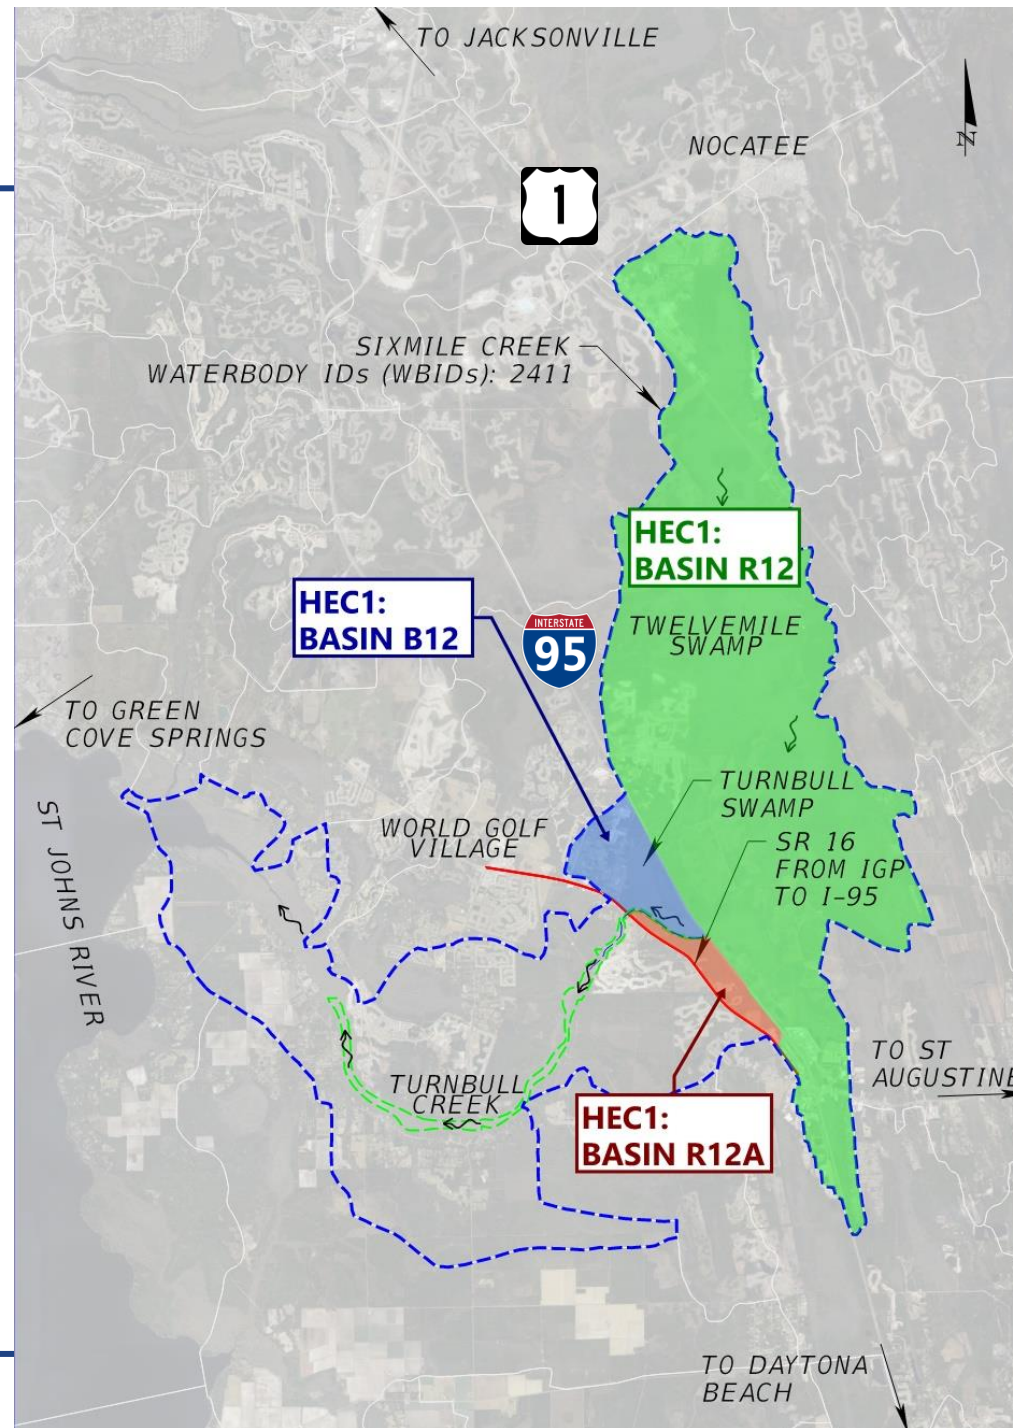 TO JACKSONVILLE
N
NOCATEE
1
SIXMILE CREEK
WATERBODY IDs (WBIDs): 2411
HEC1:
BASIN R12
HEC1:
BASIN B12
INTERSTATE
95
TWELVEMILE
SWAMP
TO GREEN
COVE SPRINGS
TURNBULL
SWAMP
ST JOHNS RIVER
WORLD GOLF
VILLAGE
SR 16
FROM IGP
TO I-95
TO ST
AUGUSTINE
TURNBULL
CREEK
HEC1:
BASIN R12A
TO DAYTONA
BEACH